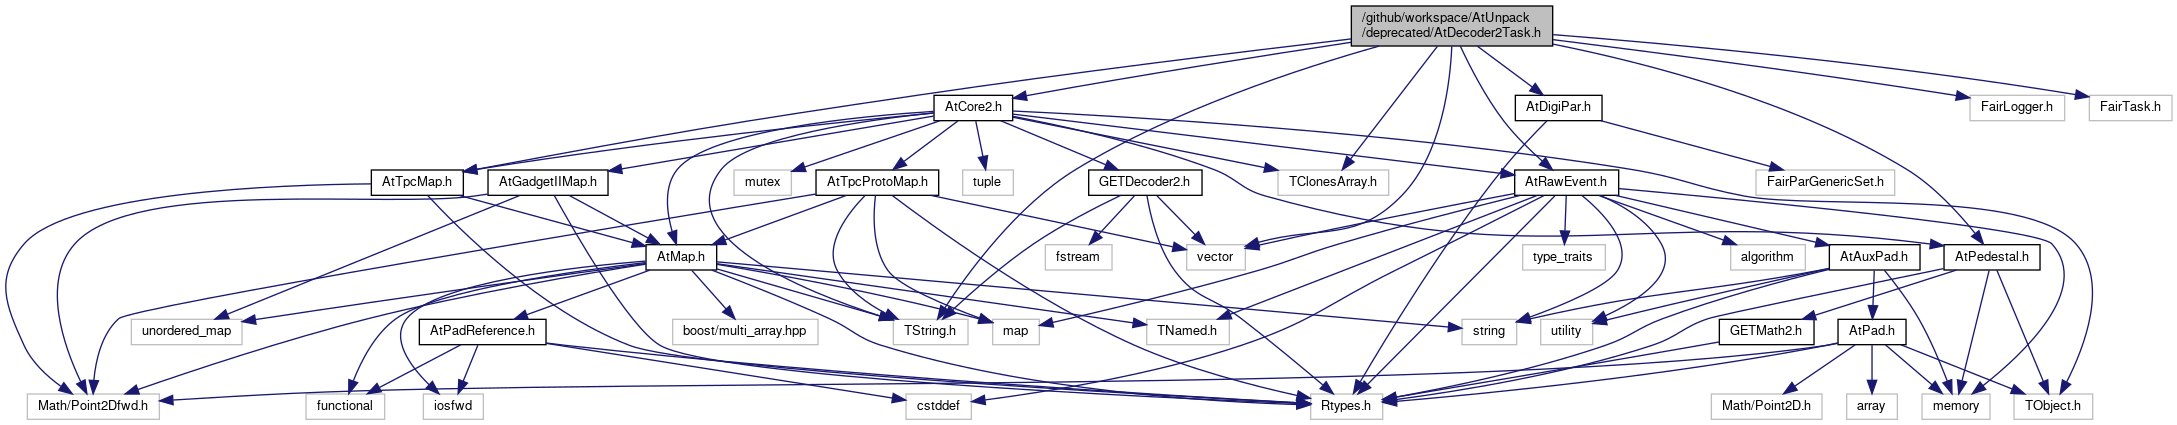 /github/workspace/AtUnpack
/deprecated/AtDecoder2Task.h
AtCore2.h
AtDigiPar.h
FairLogger.h
FairTask.h
AtTpcMap.h
AtGadgetIIMap.h
mutex
AtTpcProtoMap.h
tuple
GETDecoder2.h
TClonesArray.h
AtRawEvent.h
FairParGenericSet.h
AtMap.h
fstream
vector
type_traits
algorithm
AtAuxPad.h
AtPedestal.h
unordered_map
AtPadReference.h
boost/multi_array.hpp
TString.h
map
TNamed.h
string
utility
GETMath2.h
AtPad.h
Math/Point2Dfwd.h
functional
iosfwd
cstddef
Rtypes.h
Math/Point2D.h
array
memory
TObject.h